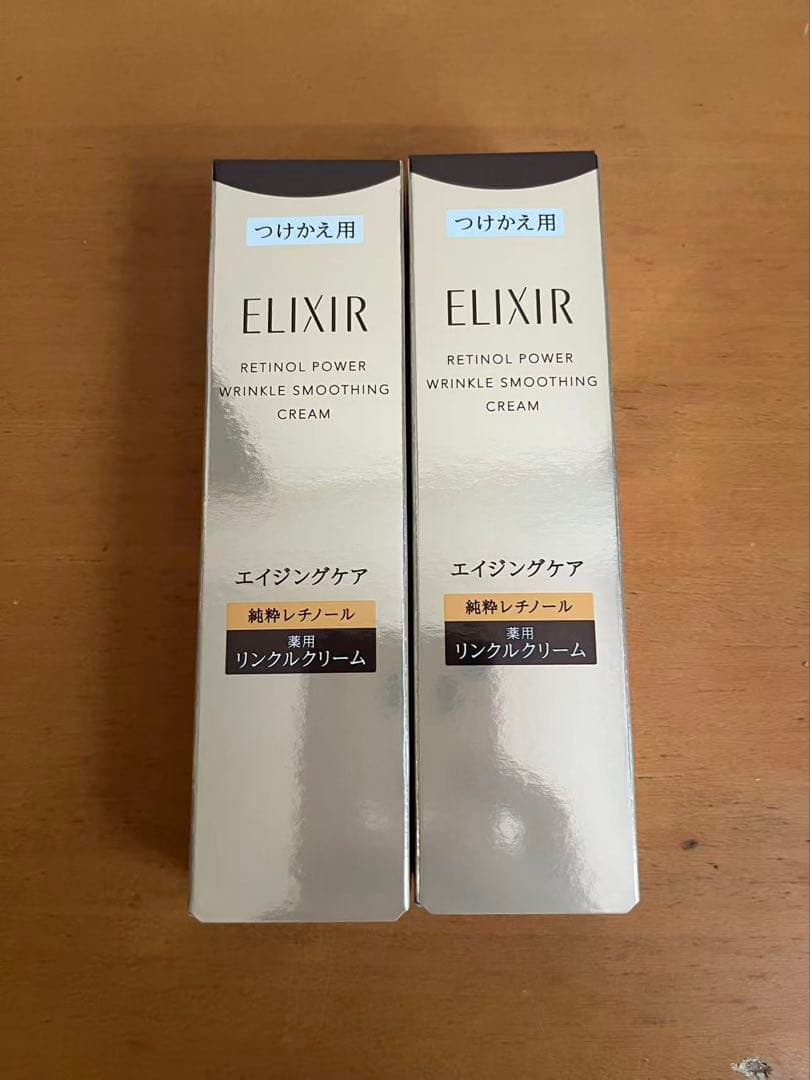 つけかえ用
ELIXIR
RETINOL POWER
WRINKLE SMOOTHING
CREAM
エイジングケア
純粋レチノール
薬用
リンクルクリーム
つけかえ用
ELIXIR
RETINOL POWER
WRINKLE SMOOTHING
CREAM
エイジングケア
純粋レチノール
薬用
リンクルクリーム